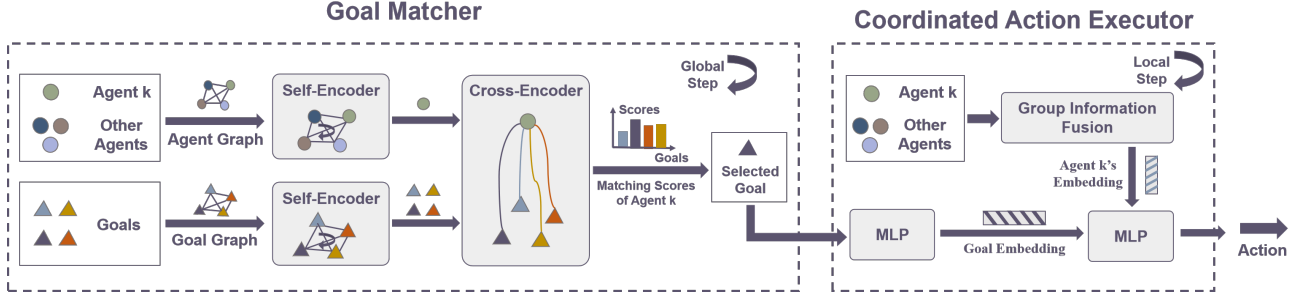 Goal Matcher
Coordinated Action Executor
Agent k
Other
Agents
Agent Graph
Self-Encoder
Cross-Encoder
Global
Step
Scores
Goals
Matching Scores
of Agent k
Selected
Goal
Goals
Goal Graph
Self-Encoder
Agent k
Other
Agents
Group Information
Fusion
Local
Step
Agent k's
Embedding
MLP
Goal Embedding
MLP
Action